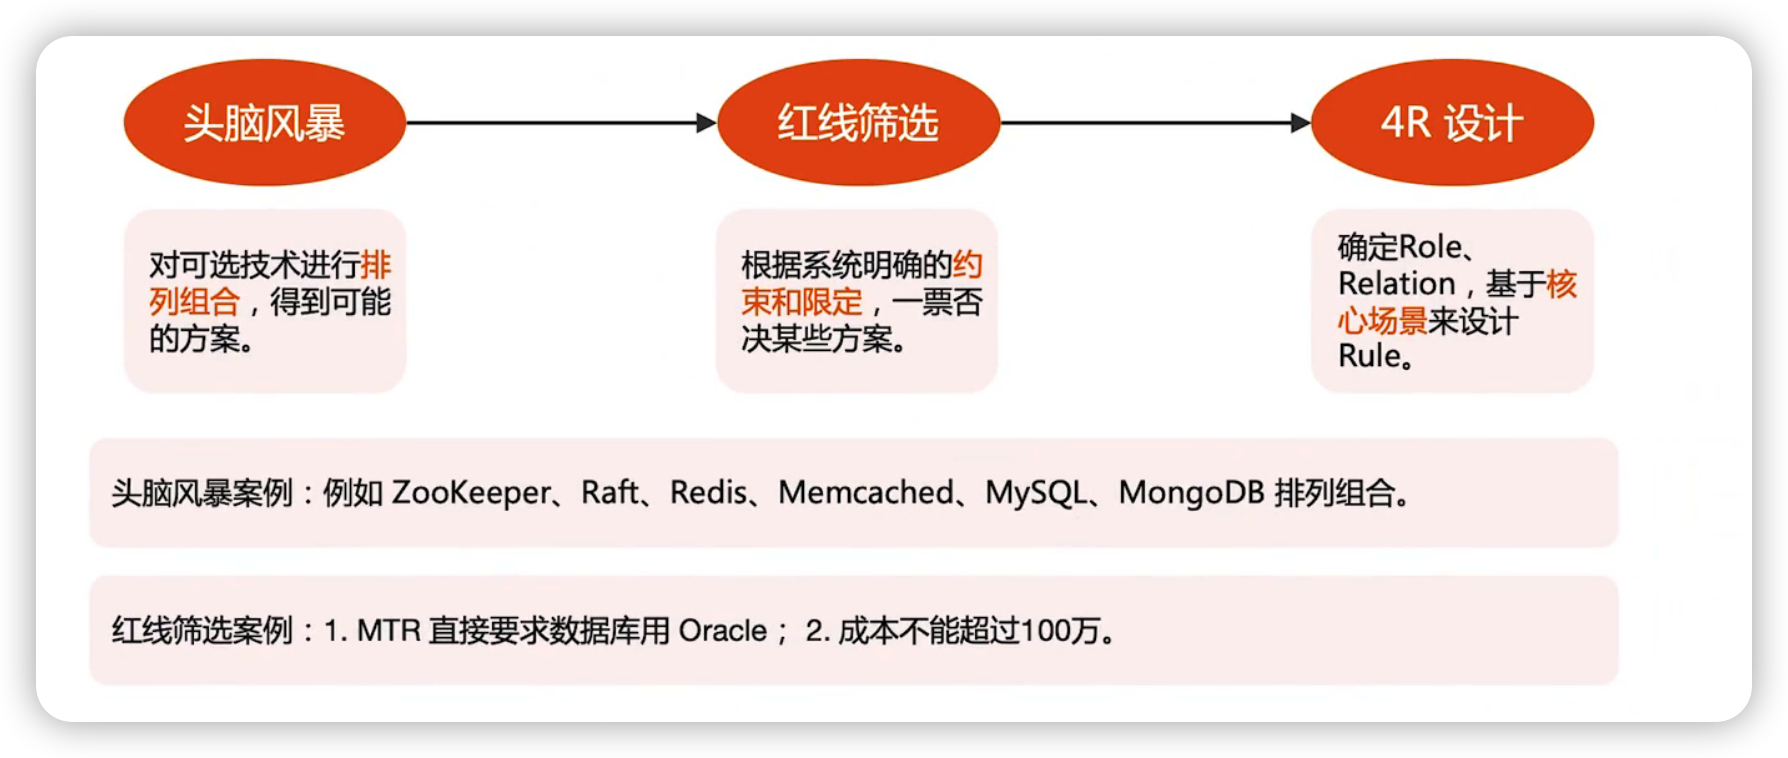 头脑风暴
红线筛选
4R 设计
对可选技术进行排
列组合，得到可能
的方案。
根据系统明确的约
束和限定，一票否
决某些方案。
确定Role、
Relation，基于核
心场景来设计
Rule。
头脑风暴案例：例如 ZooKeeper、Raft、Redis、Memcached、MySQL、MongoDB 排列组合。
红线筛选案例：1. MTR 直接要求数据库用 Oracle； 2. 成本不能超过100万。